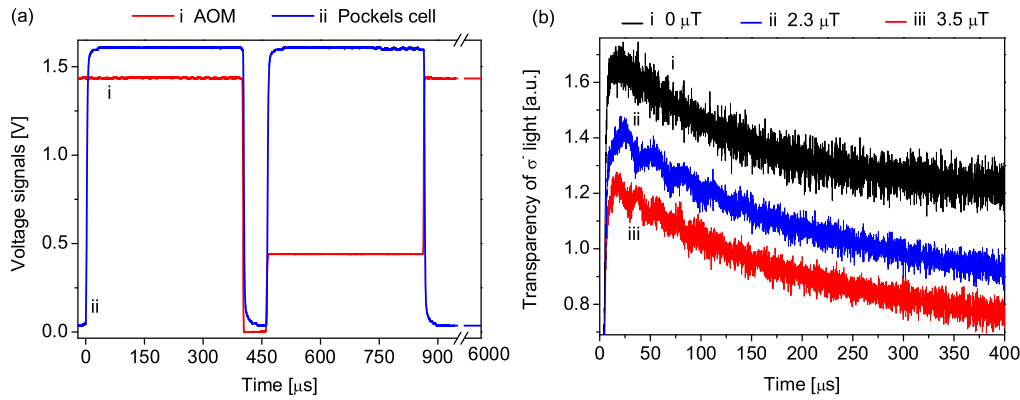 (a)
i AOM
ii Pockels cell
Voltage signals [V]
1.5
1.0
0.5
0.0
i
ii
0
150
300
450
600
750
900
6000
Time [μs]
(b)
i 0 μT
ii 2.3 μT
iii 3.5 μT
Transparency of σ⁻ light [a.u.]
1.6
1.4
1.2
1.0
0.8
i
ii
iii
0
50
100
150
200
250
300
350
400
Time [μs]